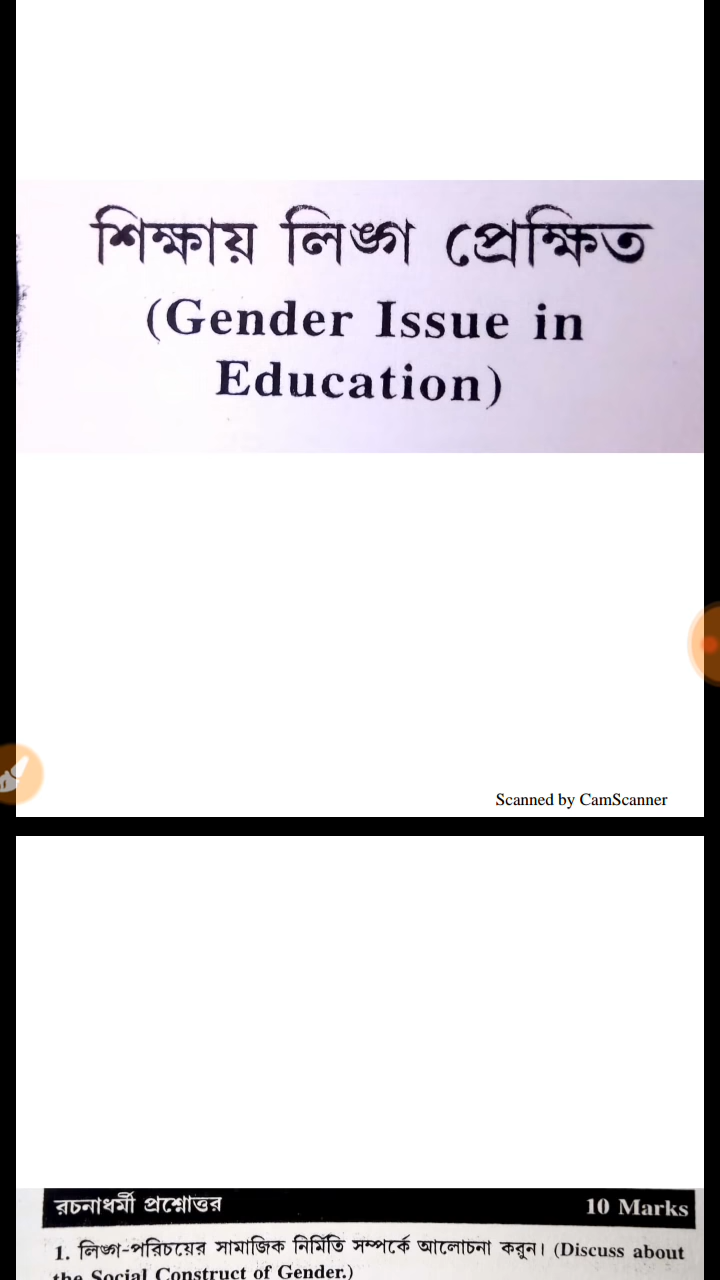 শিক্ষায় লিঙ্গ প্রেক্ষিত
(Gender Issue in
Education)
Scanned by CamScanner
রচনাধর্মী প্রশ্নোত্তর 10 Marks
1. লিঙ্গ-পরিচয়ের সামাজিক নির্মিতি সম্পর্কে আলোচনা করুন। (Discuss about
the Social Construct of Gender.)